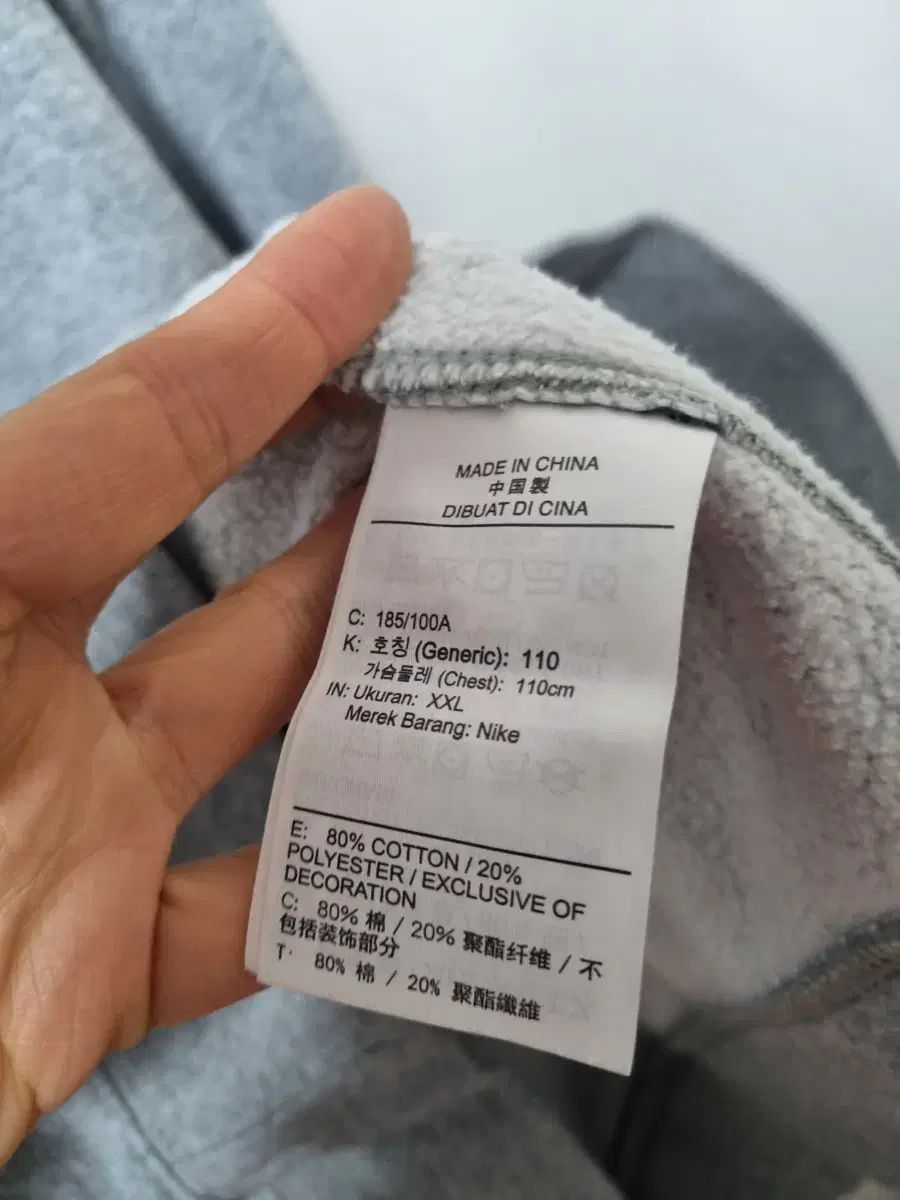 MADE IN CHINA
中国製
DIBUAT DI CINA
C: 185/100A
K: 호칭 (Generic): 110
가슴둘레 (Chest): 110cm
IN: Ukuran: XXL
Merek Barang: Nike
E: 80% COTTON / 20%
POLYESTER / EXCLUSIVE OF
DECORATION
C: 80% 棉 / 20% 聚酯纤维 / 不
包括装饰部分
T: 80% 棉 / 20% 聚酯纖維